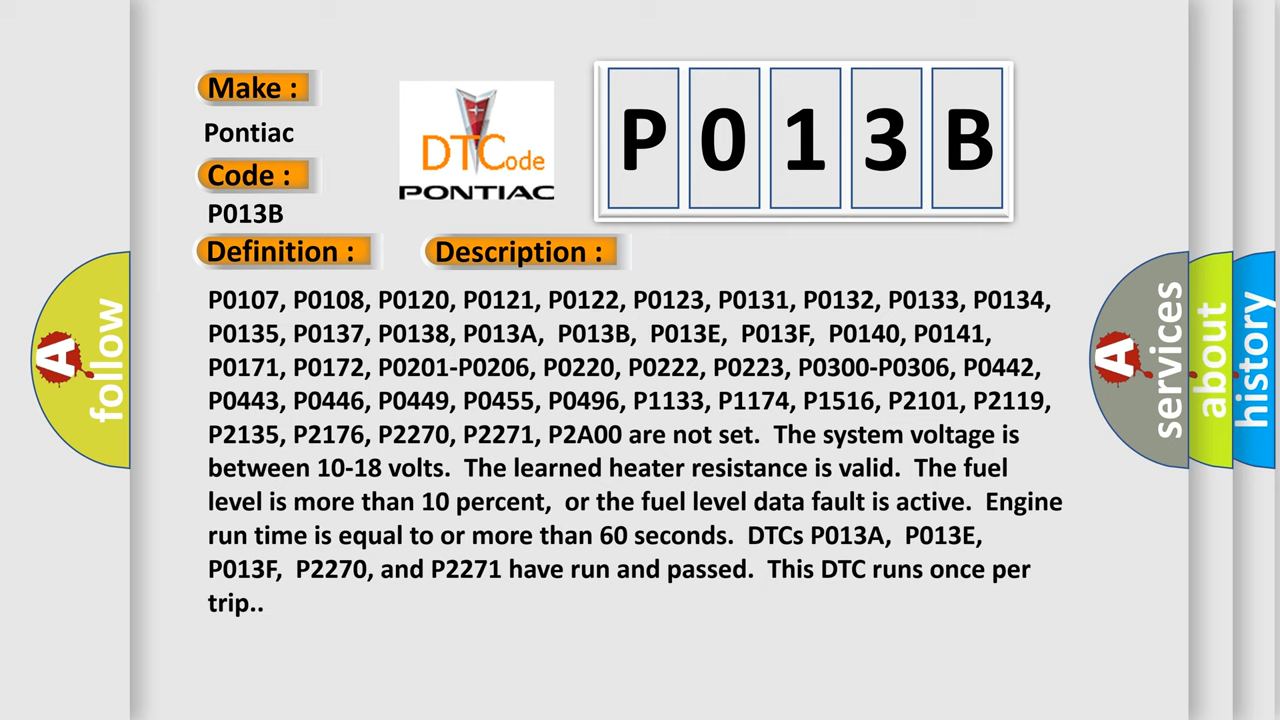 Make :
Pontiac
Code :
P013B
Definition :
Description :
DTCode
PONTIAC
P 0 1 3 B
P0107, P0108, P0120, P0121, P0122, P0123, P0131, P0132, P0133, P0134,
P0135, P0137, P0138, P013A, P013B, P013E, P013F, P0140, P0141,
P0171, P0172, P0201-P0206, P0220, P0222, P0223, P0300-P0306, P0442,
P0443, P0446, P0449, P0455, P0496, P1133, P1174, P1516, P2101, P2119,
P2135, P2176, P2270, P2271, P2A00 are not set. The system voltage is
between 10-18 volts. The learned heater resistance is valid. The fuel
level is more than 10 percent, or the fuel level data fault is active. Engine
run time is equal to or more than 60 seconds. DTCs P013A, P013E,
P013F, P2270, and P2271 have run and passed. This DTC runs once per
trip..
A follow
A services
about
history